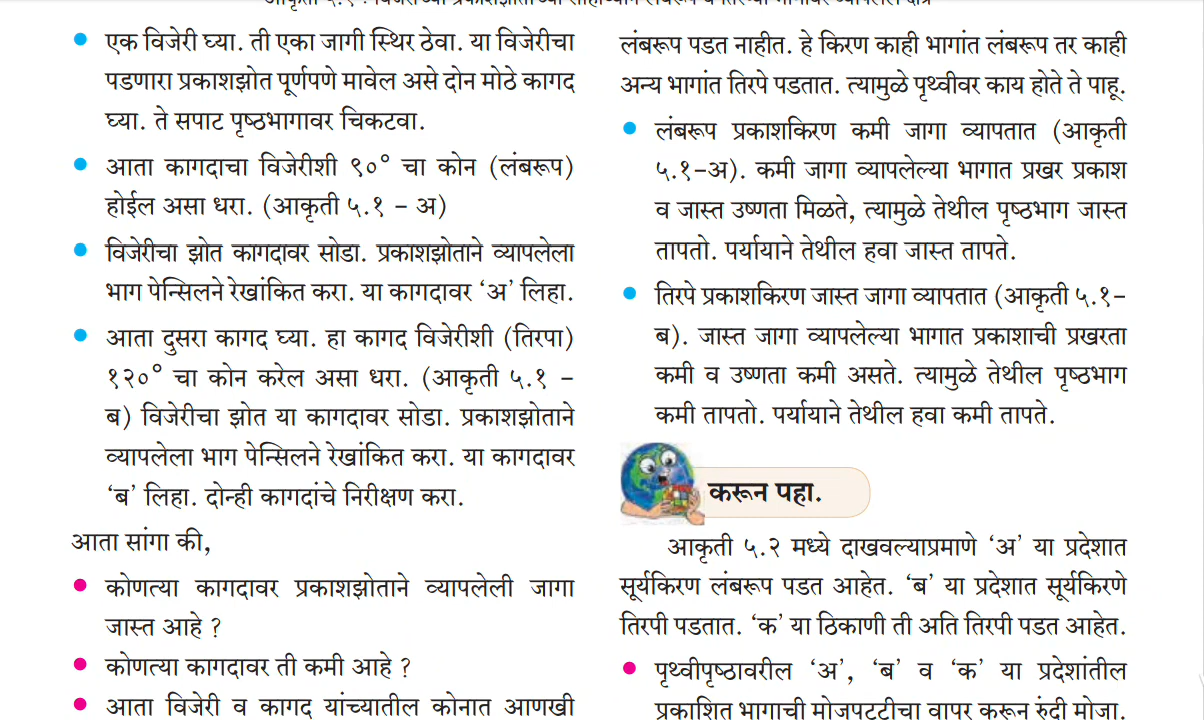 एक विजेरी घ्या. ती एका जागी स्थिर ठेवा. या विजेरीचा
पडणारा प्रकाशझोत पूर्णपणे मावेल असे दोन मोठे कागद
घ्या. ते सपाट पृष्ठभागावर चिकटवा.
आता कागदाचा विजेरीशी ९०° चा कोन (लंबरूप)
होईल असा धरा. (आकृती ५.१ - अ)
विजेरीचा झोत कागदावर सोडा. प्रकाशझोताने व्यापलेला
भाग पेन्सिलने रेखांकित करा. या कागदावर ‘अ’ लिहा.
आता दुसरा कागद घ्या. हा कागद विजेरीशी (तिरपा)
१२०° चा कोन करेल असा धरा. (आकृती ५.१ -
ब) विजेरीचा झोत या कागदावर सोडा. प्रकाशझोताने
व्यापलेला भाग पेन्सिलने रेखांकित करा. या कागदावर
‘ब’ लिहा. दोन्ही कागदांचे निरीक्षण करा.
आता सांगा की,
कोणत्या कागदावर प्रकाशझोताने व्यापलेली जागा
जास्त आहे ?
कोणत्या कागदावर ती कमी आहे ?
आता विजेरी व कागद यांच्यातील कोनात आणखी
लंबरूप पडत नाहीत. हे किरण काही भागांत लंबरूप तर काही
अन्य भागांत तिरपे पडतात. त्यामुळे पृथ्वीवर काय होते ते पाहू.
लंबरूप प्रकाशकिरण कमी जागा व्यापतात (आकृती
५.१-अ). कमी जागा व्यापलेल्या भागात प्रखर प्रकाश
व जास्त उष्णता मिळते, त्यामुळे तेथील पृष्ठभाग जास्त
तापतो. पर्यायाने तेथील हवा जास्त तापते.
तिरपे प्रकाशकिरण जास्त जागा व्यापतात (आकृती ५.१-
ब). जास्त जागा व्यापलेल्या भागात प्रकाशाची प्रखरता
कमी व उष्णता कमी असते. त्यामुळे तेथील पृष्ठभाग
कमी तापतो. पर्यायाने तेथील हवा कमी तापते.
करून पहा.
आकृती ५.२ मध्ये दाखवल्याप्रमाणे ‘अ’ या प्रदेशात
सूर्यकिरण लंबरूप पडत आहेत. ‘ब’ या प्रदेशात सूर्यकिरणे
तिरपी पडतात. ‘क’ या ठिकाणी ती अति तिरपी पडत आहेत.
पृथ्वीपृष्ठावरील ‘अ’, ‘ब’ व ‘क’ या प्रदेशांतील
प्रकाशित भागाची मोजपट्टीचा वापर करून रुंदी मोजा.